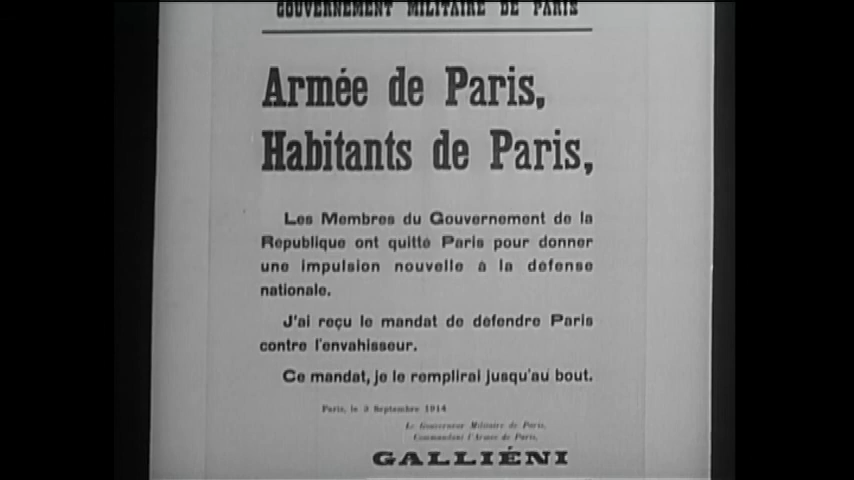 GOUVERNEMENT MILITAIRE DE PARIS
Armée de Paris,
Habitants de Paris,
Les Membres du Gouvernement de la
République ont quitté Paris pour donner
une impulsion nouvelle à la défense
nationale.
J'ai reçu le mandat de défendre Paris
contre l'envahisseur.
Ce mandat, je le remplirai jusqu'au bout.
Paris, le 3 Septembre 1914
Le Gouverneur Militaire de Paris,
Commandant l'Armée de Paris,
GALLIÉNI